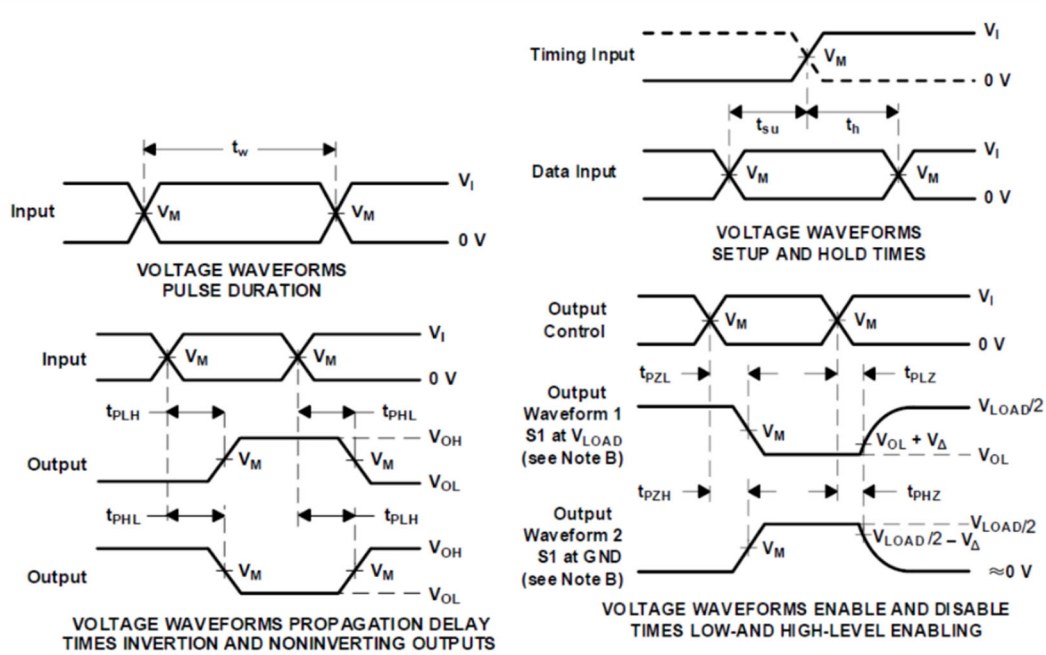 t_w
Input
V_M
V_M
V_I
0 V
VOLTAGE WAVEFORMS
PULSE DURATION
Timing Input
V_M
V_I
0 V
t_su
t_h
Data Input
V_M
V_M
V_I
0 V
VOLTAGE WAVEFORMS
SETUP AND HOLD TIMES
Input
V_M
V_M
V_I
0 V
t_PLH
t_PHL
Output
V_M
V_M
V_OH
V_OL
t_PHL
t_PLH
Output
V_M
V_M
V_OH
V_OL
VOLTAGE WAVEFORMS PROPAGATION DELAY
TIMES INVERTION AND NONINVERTING OUTPUTS
Output
Control
V_M
V_M
V_I
0 V
t_PZL
t_PLZ
Output
Waveform 1
S1 at V_LOAD
(see Note B)
V_M
V_LOAD/2
V_OL + V_Δ
V_OL
t_PZH
t_PHZ
Output
Waveform 2
S1 at GND
(see Note B)
V_M
V_LOAD/2
V_LOAD/2 – V_Δ
≈0 V
VOLTAGE WAVEFORMS ENABLE AND DISABLE
TIMES LOW-AND HIGH-LEVEL ENABLING